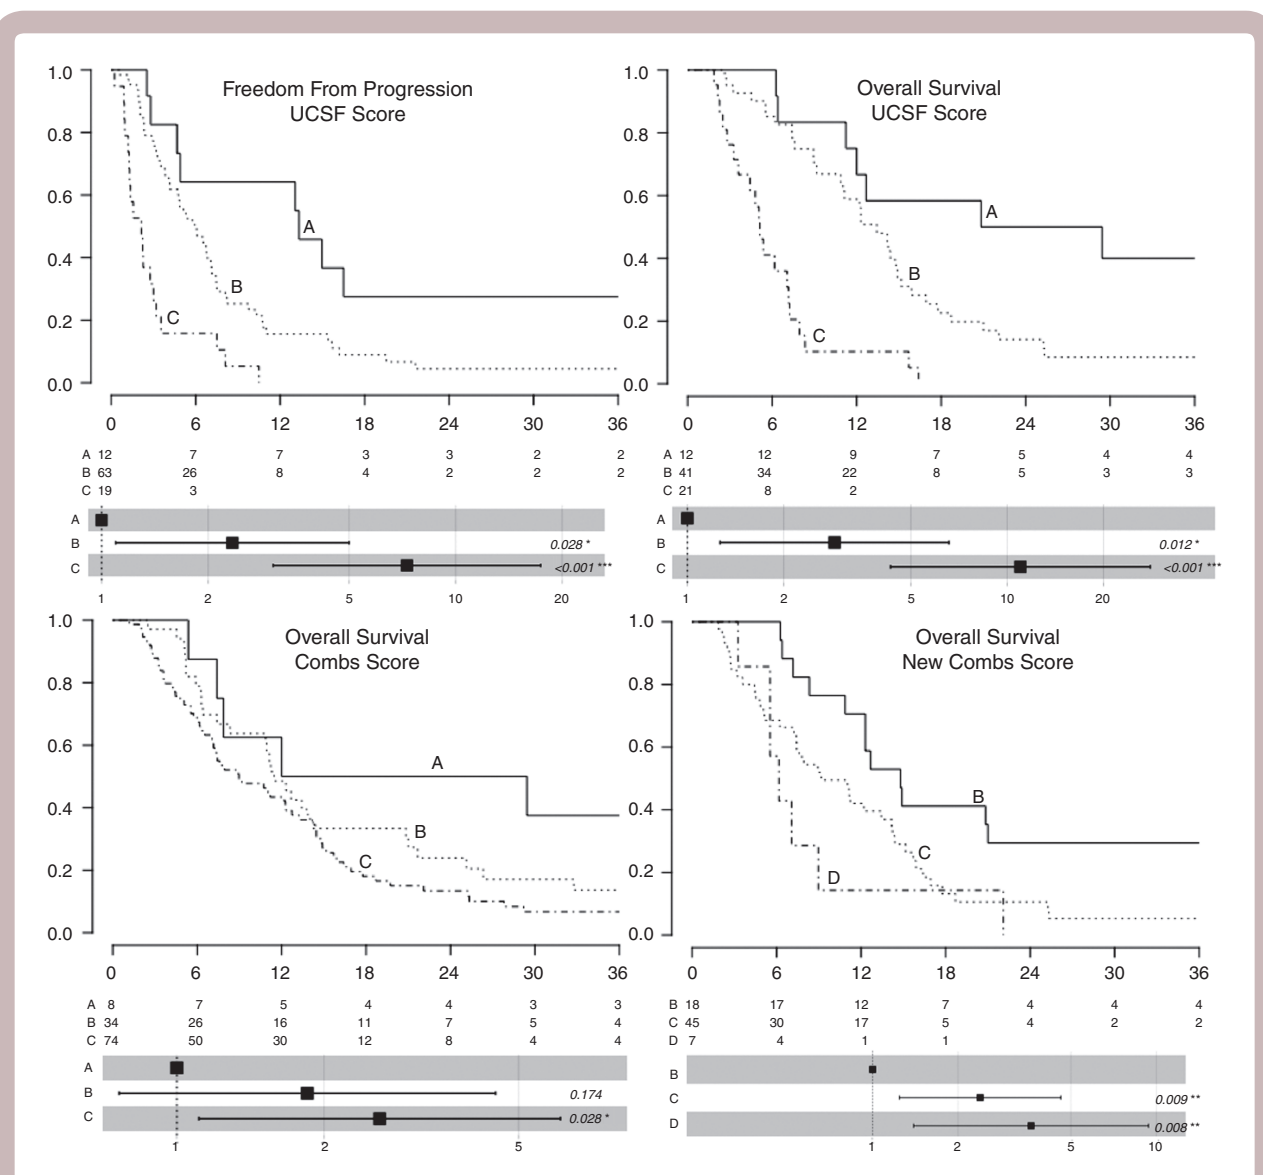 Freedom From Progression
UCSF Score
1.0
0.8
0.6
0.4
0.2
0.0
A
B
C
0 6 12 18 24 30 36
A 12 7 7 3 3 2 2
B 63 26 8 4 2 2 2
C 19 3
A
B 0.028 *
C <0.001 ***
1 2 5 10 20
Overall Survival
UCSF Score
1.0
0.8
0.6
0.4
0.2
0.0
A
B
C
0 6 12 18 24 30 36
A 12 12 9 7 5 4 4
B 41 34 22 8 5 3 3
C 21 8 2
A
B 0.012 *
C <0.001 ***
1 2 5 10 20
Overall Survival
Combs Score
1.0
0.8
0.6
0.4
0.2
0.0
A
B
C
0 6 12 18 24 30 36
A 8 7 5 4 4 3 3
B 34 26 16 11 7 5 4
C 74 50 30 12 8 4 4
A
B 0.174
C 0.028 *
1 2 5
Overall Survival
New Combs Score
1.0
0.8
0.6
0.4
0.2
0.0
B
C
D
0 6 12 18 24 30 36
B 18 17 12 7 4 4 4
C 45 30 17 5 4 2 2
D 7 4 1 1
B
C 0.009 **
D 0.008 **
1 2 5 10